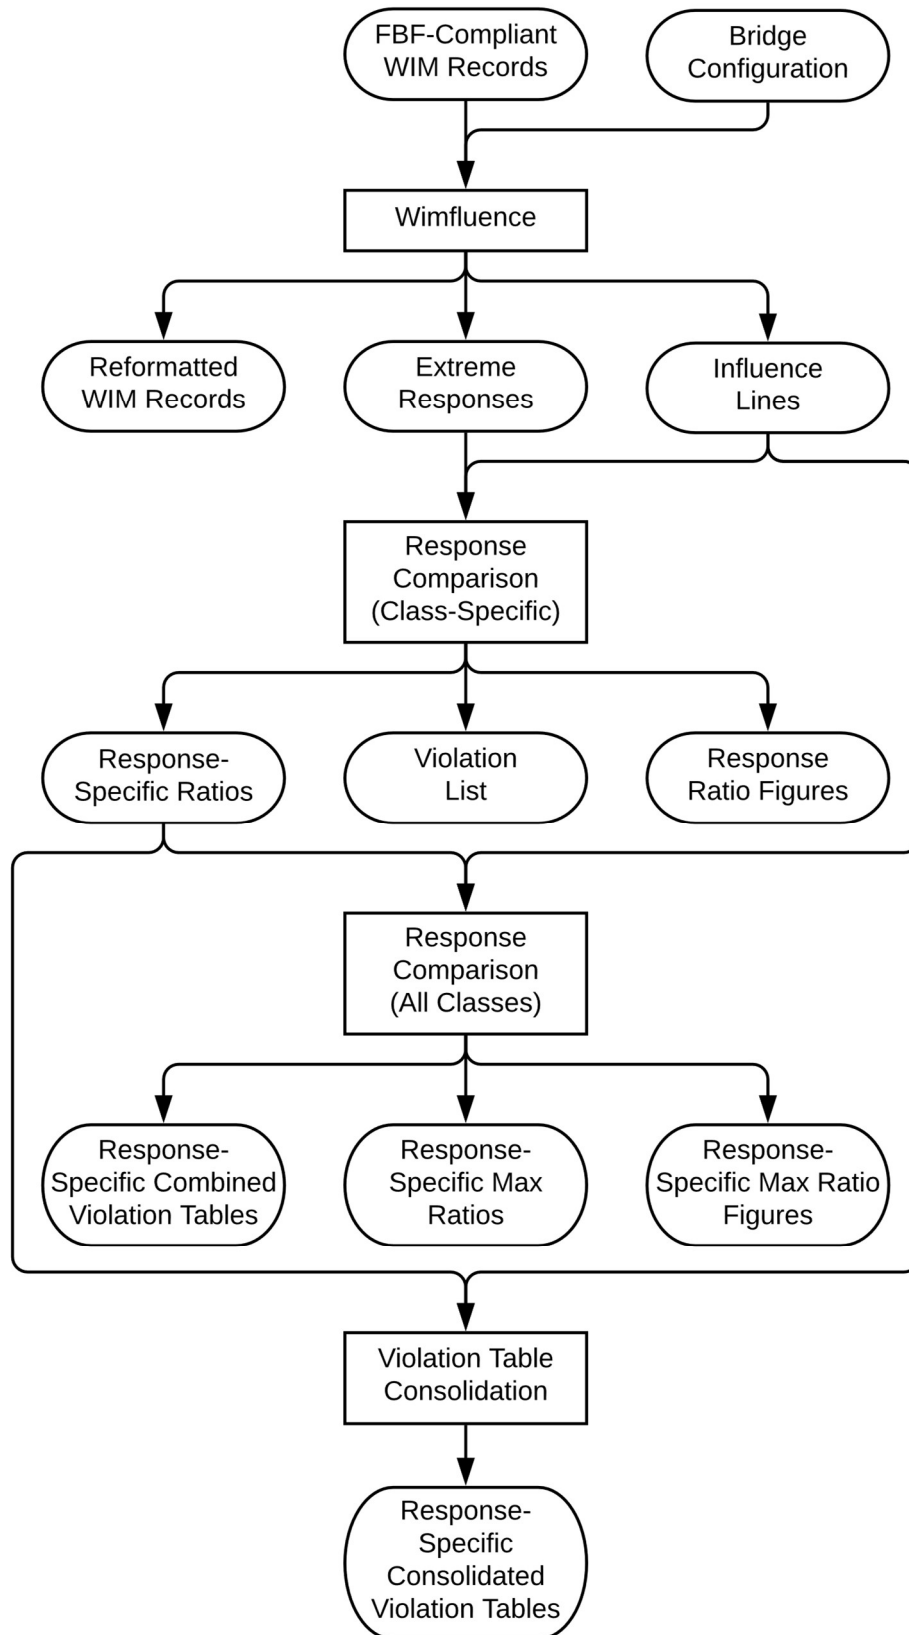 FBF-Compliant
WIM Records
Bridge
Configuration
Wimfluence
Reformatted
WIM Records
Extreme
Responses
Influence
Lines
Response
Comparison
(Class-Specific)
Response-
Specific Ratios
Violation
List
Response
Ratio Figures
Response
Comparison
(All Classes)
Response-
Specific Combined
Violation Tables
Response-
Specific Max
Ratios
Response-
Specific Max Ratio
Figures
Violation Table
Consolidation
Response-
Specific
Consolidated
Violation Tables